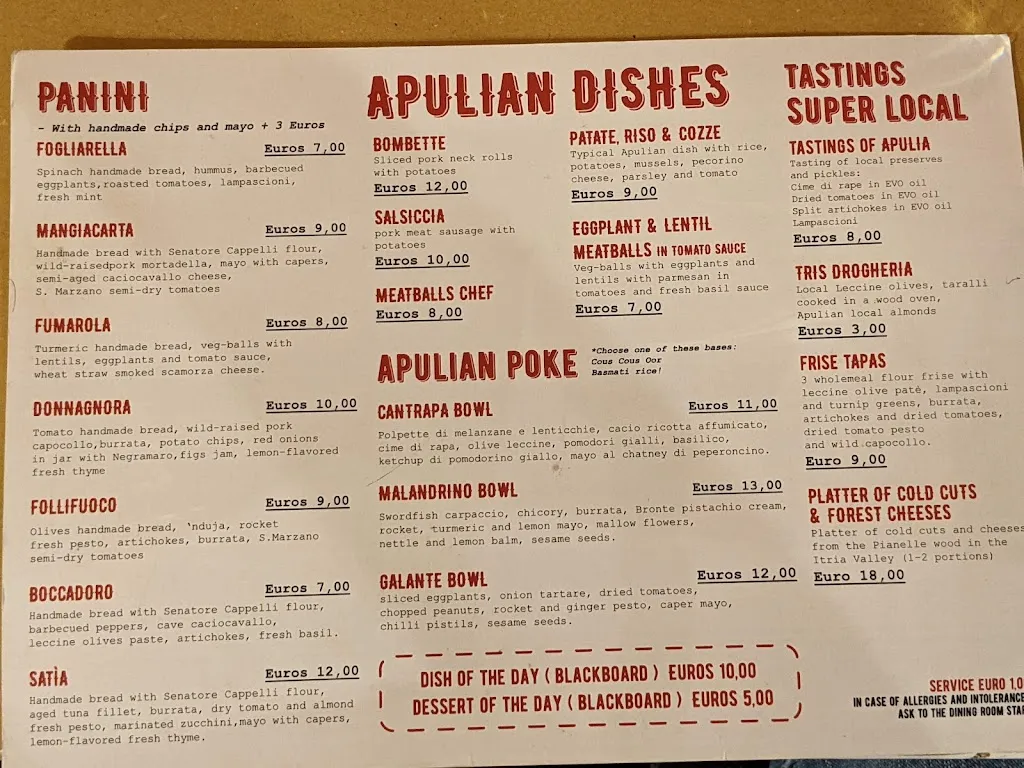 PANINI
- With handmade chips and mayo + 3 Euros
FOGLIARELLA Euros 7,00
Spinach handmade bread, hummus, barbecued
eggplants,roasted tomatoes, lampascioni,
fresh mint
MANGIACARTA Euros 9,00
Handmade bread with Senatore Cappelli flour,
wild-raisedpork mortadella, mayo with capers,
semi-aged caciocavallo cheese,
S. Marzano semi-dry tomatoes
FUMAROLA Euros 8,00
Turmeric handmade bread, veg-balls with
lentils, eggplants and tomato sauce,
wheat straw smoked scamorza cheese.
DONNAGNORA Euros 10,00
Tomato handmade bread, wild-raised pork
capocollo,burrata, potato chips, red onions
in jar with Negramaro,figs jam, lemon-flavored
fresh thyme
FOLLIFUOCO Euros 9,00
Olives handmade bread, 'nduja, rocket
fresh pesto, artichokes, burrata, S.Marzano
semi-dry tomatoes
BOCCADORO Euros 7,00
Handmade bread with Senatore Cappelli flour,
barbecued peppers, cave caciocavallo,
leccine olives paste, artichokes, fresh basil.
SATÌA Euros 12,00
Handmade bread with Senatore Cappelli flour,
aged tuna fillet, burrata, dry tomato and almond
fresh pesto, marinated zucchini,mayo with capers,
lemon-flavored fresh thyme.
APULIAN DISHES
BOMBETTE
Sliced pork neck rolls
with potatoes
Euros 12,00
SALSICCIA
pork meat sausage with
potatoes
Euros 10,00
MEATBALLS CHEF
Euros 8,00
PATATE, RISO & COZZE
Typical Apulian dish with rice,
potatoes, mussels, pecorino
cheese, parsley and tomato
Euros 9,00
EGGPLANT & LENTIL
MEATBALLS IN TOMATO SAUCE
Veg-balls with eggplants and
lentils with parmesan in
tomatoes and fresh basil sauce
Euros 7,00
APULIAN POKE
*Choose one of these bases:
Cous Cous Oor
Basmati rice!
CANTRAPA BOWL Euros 11,00
Polpette di melanzane e lenticchie, cacio ricotta affumicato,
cime di rapa, olive leccine, pomodori gialli, basilico,
ketchup di pomodorino giallo, mayo al chatney di peperoncino.
MALANDRINO BOWL Euros 13,00
Swordfish carpaccio, chicory, burrata, Bronte pistachio cream,
rocket, turmeric and lemon mayo, mallow flowers,
nettle and lemon balm, sesame seeds.
GALANTE BOWL Euros 12,00
sliced eggplants, onion tartare, dried tomatoes,
chopped peanuts, rocket and ginger pesto, caper mayo,
chilli pistils, sesame seeds.
DISH OF THE DAY ( BLACKBOARD ) EUROS 10,00
DESSERT OF THE DAY ( BLACKBOARD ) EUROS 5,00
TASTINGS
SUPER LOCAL
TASTINGS OF APULIA
Tasting of local preserves
and pickles:
Cime di rape in EVO oil
Dried tomatoes in EVO oil
Split artichokes in EVO oil
Lampascioni
Euros 8,00
TRIS DROGHERIA
Local Leccine olives, taralli
cooked in a wood oven,
Apulian local almonds
Euros 3,00
FRISE TAPAS
3 wholemeal flour frise with
leccine olive patè, lampascioni
and turnip greens, burrata,
artichokes and dried tomatoes,
dried tomato pesto
and wild capocollo.
Euro 9,00
PLATTER OF COLD CUTS
& FOREST CHEESES
Platter of cold cuts and cheeses
from the Pianelle wood in the
Itria Valley (1-2 portions)
Euro 18,00
SERVICE EURO 1,0
IN CASE OF ALLERGIES AND INTOLERANCE
ASK TO THE DINING ROOM STAF